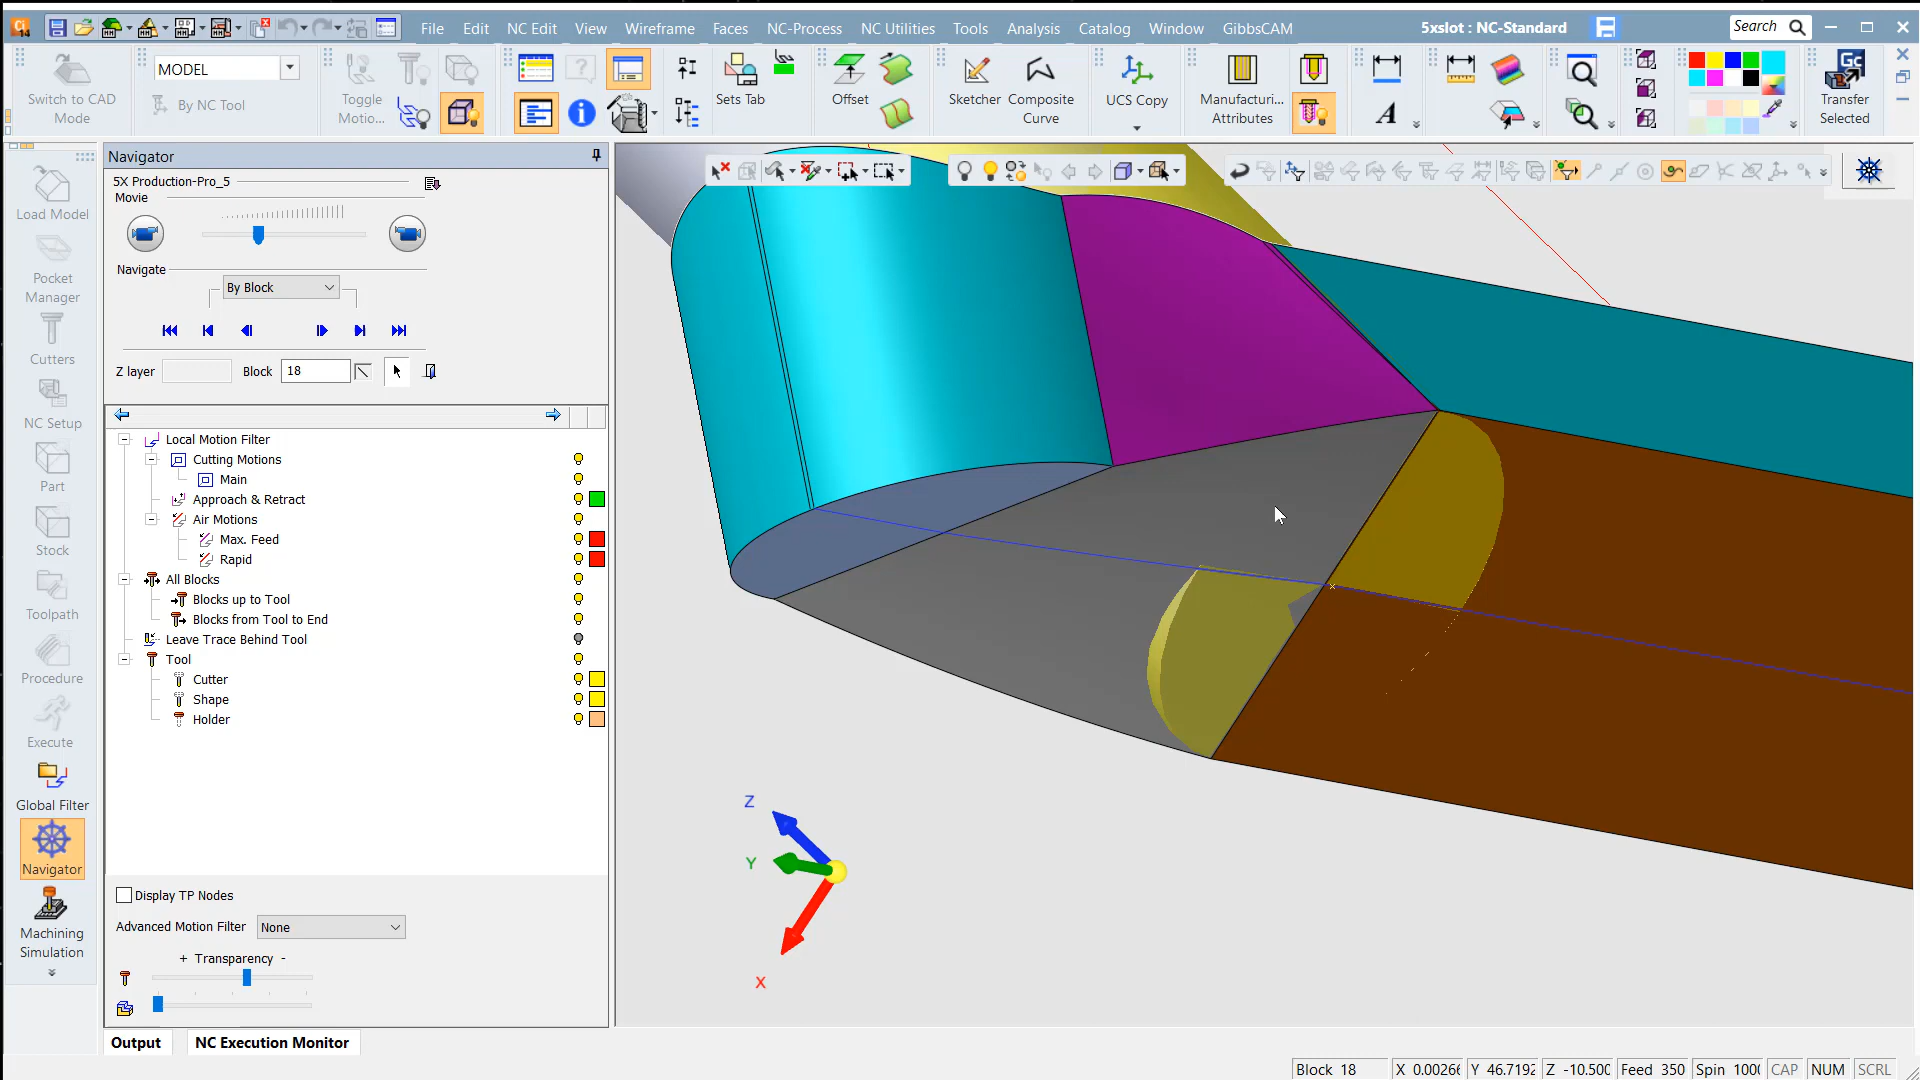 File Edit NC Edit View Wireframe Faces NC-Process NC Utilities Tools Analysis Catalog Window GibbsCAM
5xslot : NC-Standard
Search
Switch to CAD
Mode
MODEL
By NC Tool
Toggle
Motio...
Sets Tab
Offset
Sketcher
Composite
Curve
UCS Copy
Manufacturi...
Attributes
A
Gc
Transfer
Selected
Load Model
Pocket
Manager
Cutters
NC Setup
Part
Stock
Toolpath
Procedure
Execute
Global Filter
Navigator
Machining
Simulation
Navigator
5X Production-Pro_5
Movie
Navigate
By Block
Z layer
Block 18
Local Motion Filter
Cutting Motions
Main
Approach & Retract
Air Motions
Max. Feed
Rapid
All Blocks
Blocks up to Tool
Blocks from Tool to End
Leave Trace Behind Tool
Tool
Cutter
Shape
Holder
Display TP Nodes
Advanced Motion Filter None
+ Transparency -
Z
Y
X
Output NC Execution Monitor
Block 18 X 0.00266 Y 46.7192 Z -10.500 Feed 350 Spin 1000 CAP NUM SCRL